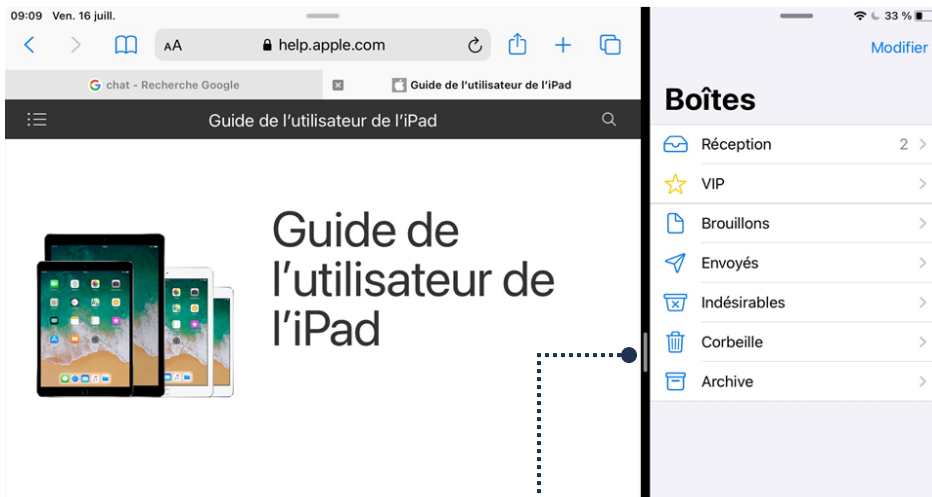 09:09 Ven. 16 juill.
33 %
AA
help.apple.com
Modifier
chat - Recherche Google
Guide de l'utilisateur de l'iPad
Guide de l'utilisateur de l'iPad
Guide de
l'utilisateur de
l'iPad
Boîtes
Réception 2
VIP
Brouillons
Envoyés
Indésirables
Corbeille
Archive